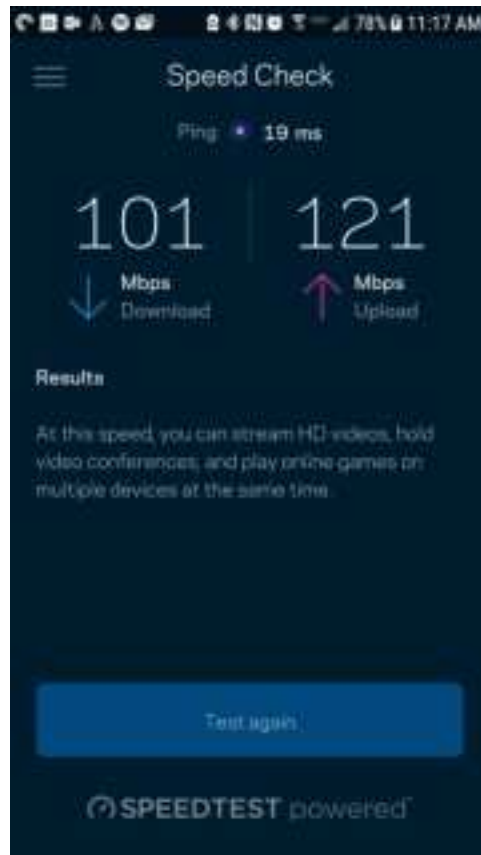 78% 11:17 AM
Speed Check
Ping 19 ms
101 121
Mbps Mbps
Download Upload
Results
At this speed, you can stream HD videos, hold
video conferences, and play online games on
multiple devices at the same time.
Test again
SPEEDTEST powered™